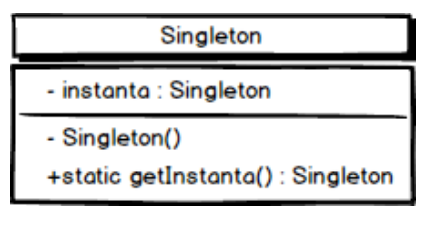 Singleton
- instanta : Singleton
- Singleton()
+static getInstanta() : Singleton